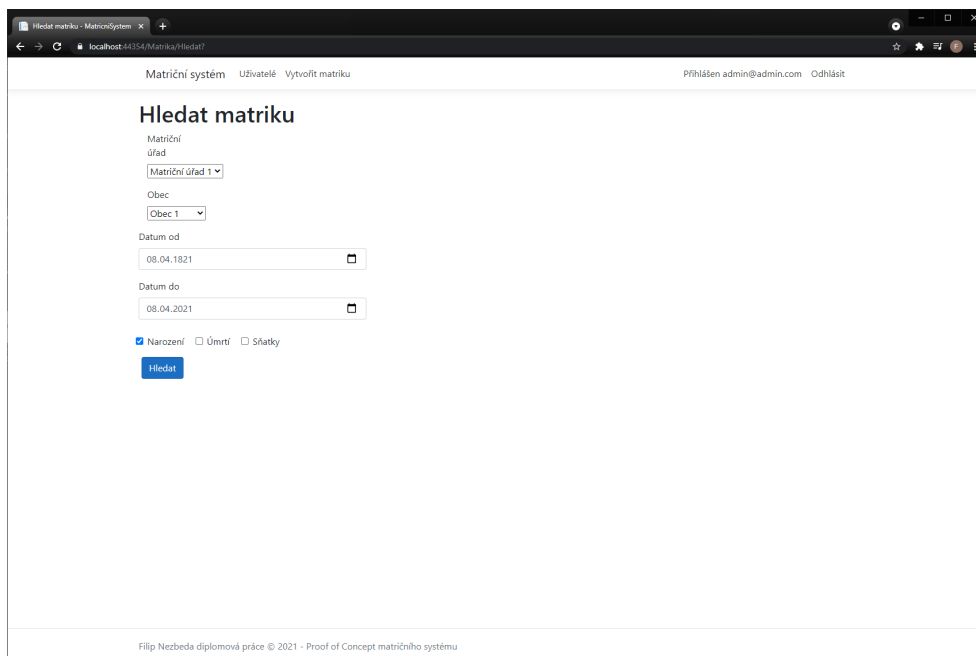 Hledat matriku - MatricniSystem
localhost:44354/Matrika/Hledat?
F
Matriční systém Uživatelé Vytvořit matriku Přihlášen admin@admin.com Odhlásit
Hledat matriku
Matriční
úřad
Matriční úřad 1
Obec
Obec 1
Datum od
08.04.1821
Datum do
08.04.2021
Narození Úmrtí Sňatky
Hledat
Filip Nezbeda diplomová práce © 2021 - Proof of Concept matričního systému